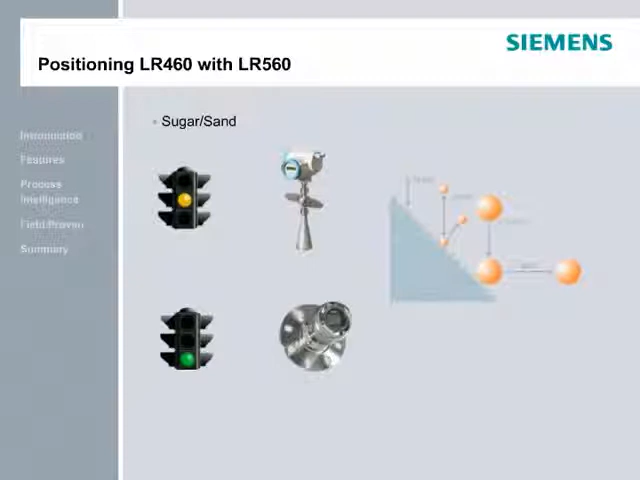 SIEMENS
Positioning LR460 with LR560
Sugar/Sand
Introduction
Features
Process
Intelligence
Field Proven
Summary